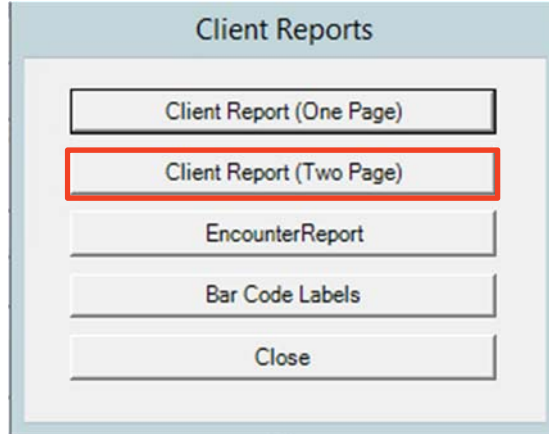 Client Reports
Client Report (One Page)
Client Report (Two Page)
EncounterReport
Bar Code Labels
Close